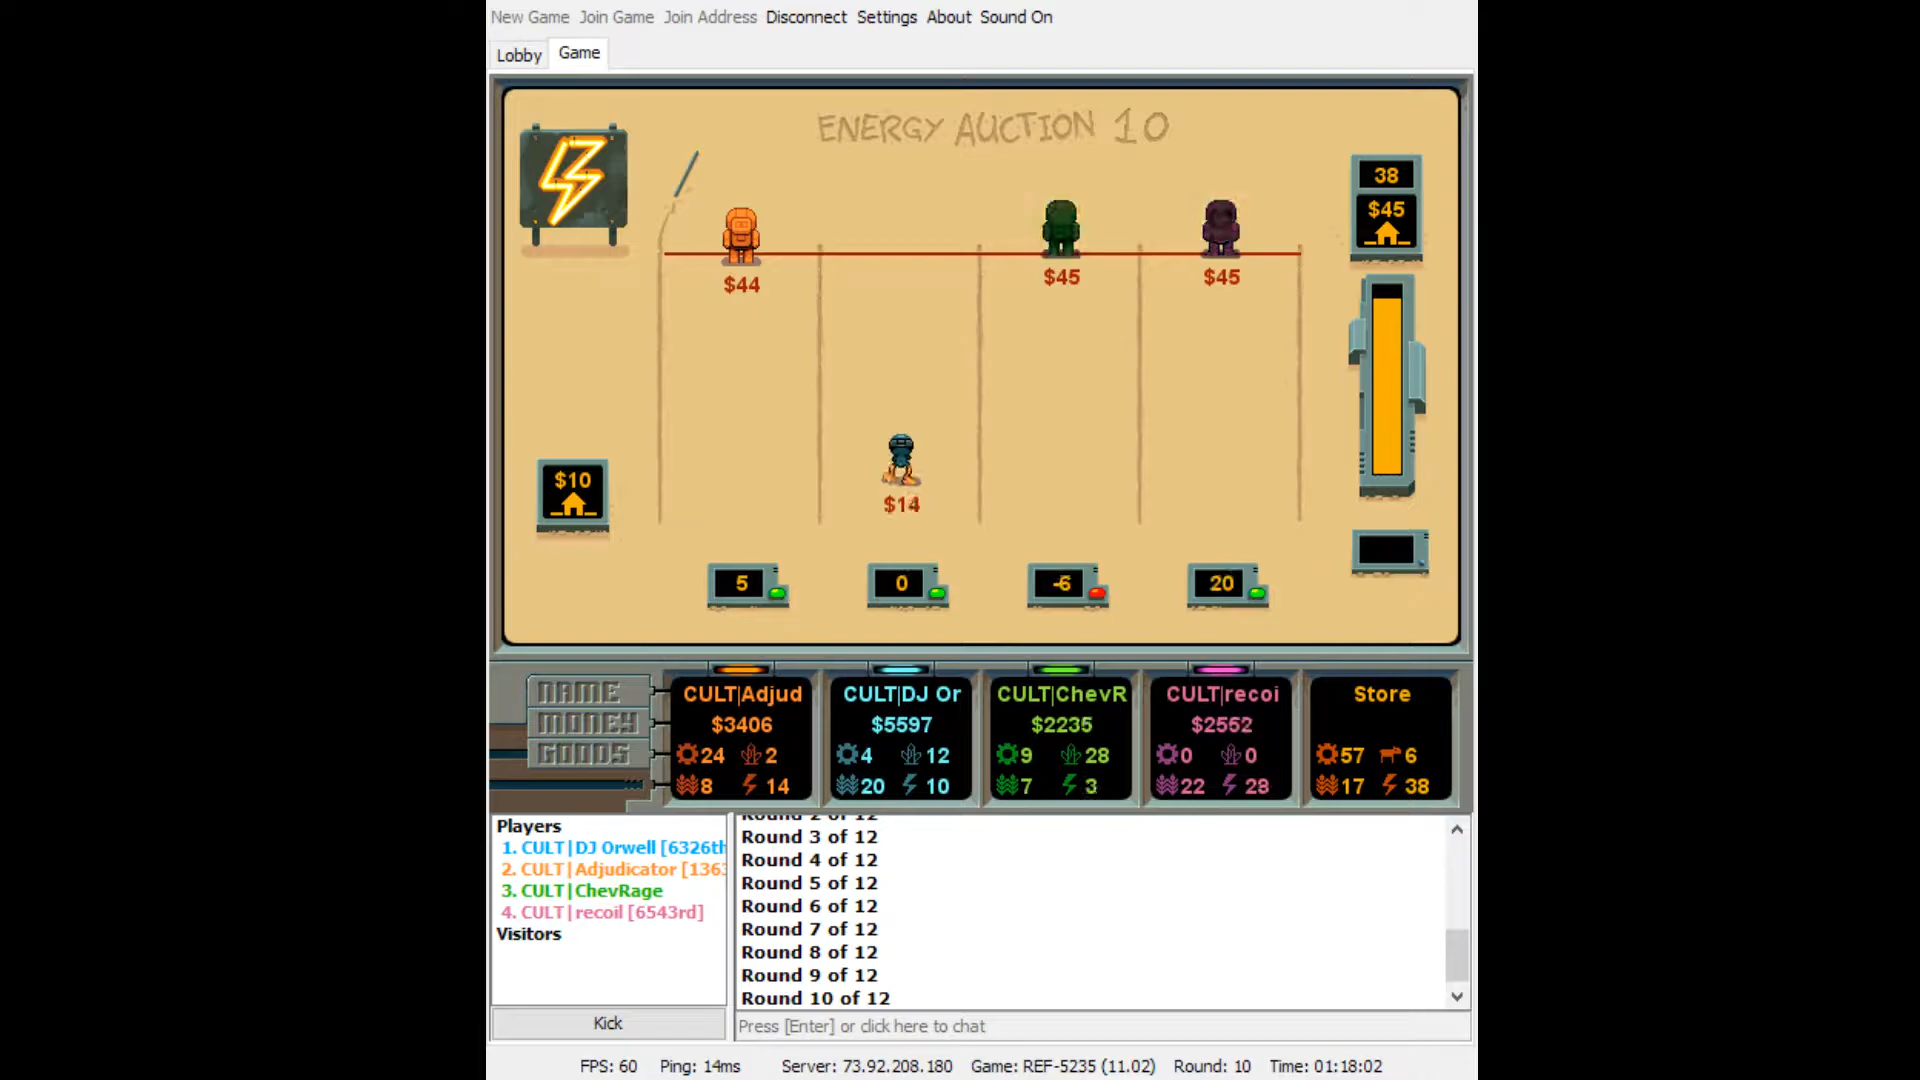 New Game Join Game Join Address Disconnect Settings About Sound On
Lobby Game
ENERGY AUCTION 10
38
$45
$44
$45
$45
$10
$14
5
0
-6
20
NAME
MONEY
GOODS
CULT|Adjud
$3406
24 2
8 14
CULT|DJ Or
$5597
4 12
20 10
CULT|ChevR
$2235
9 28
7 3
CULT|recoi
$2552
0 0
22 28
Store
57 6
17 38
Players
1. CULT|DJ Orwell [6326th
2. CULT|Adjudicator [1363
3. CULT|ChevRage
4. CULT|recoil [6543rd]
Visitors
Kick
Round 2 of 12
Round 3 of 12
Round 4 of 12
Round 5 of 12
Round 6 of 12
Round 7 of 12
Round 8 of 12
Round 9 of 12
Round 10 of 12
Press [Enter] or click here to chat
FPS: 60 Ping: 14ms Server: 73.92.208.180 Game: REF-5235 (11.02) Round: 10 Time: 01:18:02